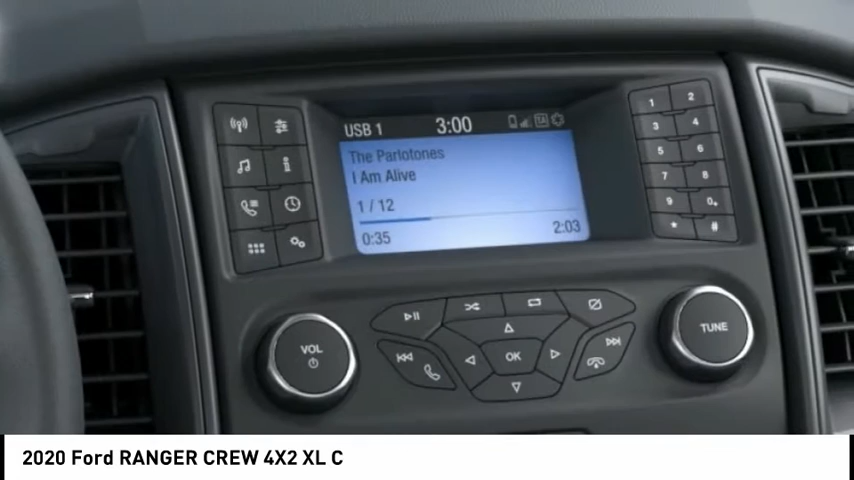 USB 1 3:00 TA
The Parlotones
I Am Alive
1 / 12
0:35 2:03
1 2
3 4
5 6
7 8
9 0+
* #
VOL
OK
TUNE
2020 Ford RANGER CREW 4X2 XL C